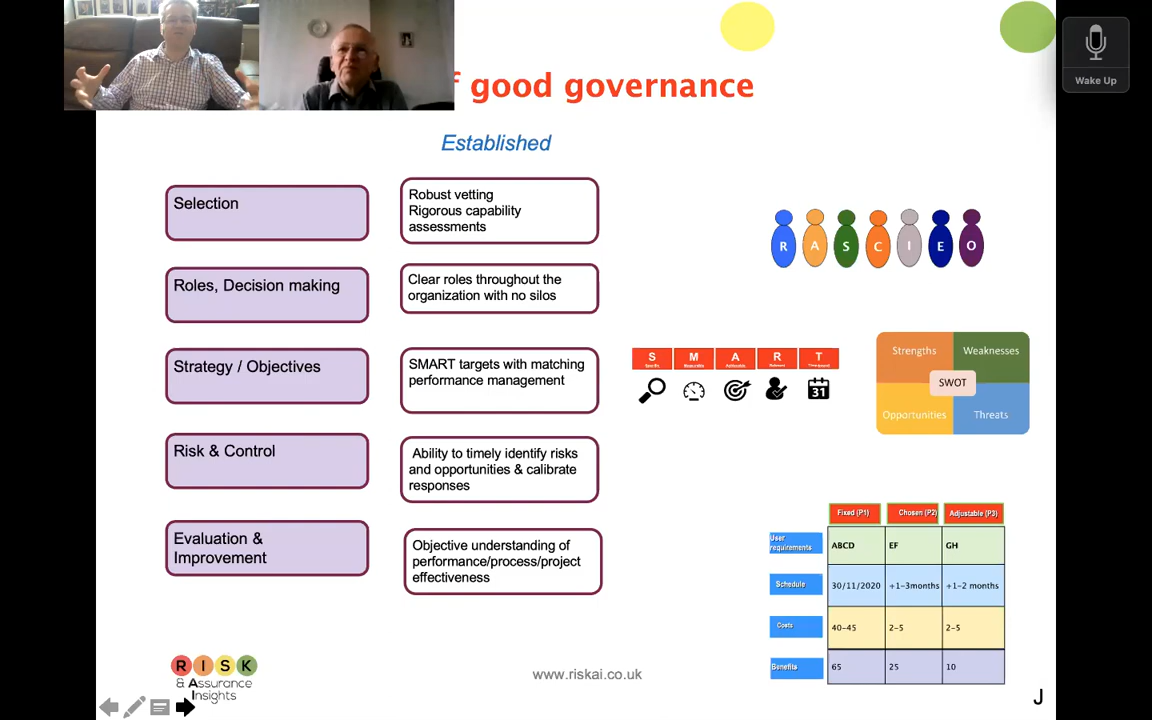 f good governance
Wake Up
Established
Selection
Robust vetting
Rigorous capability
assessments
R A S C I E O
Roles, Decision making
Clear roles throughout the
organization with no silos
Strategy / Objectives
SMART targets with matching
performance management
S M A R T
31
Strengths
Weaknesses
SWOT
Opportunities
Threats
Risk & Control
Ability to timely identify risks
and opportunities & calibrate
responses
Evaluation &
Improvement
Objective understanding of
performance/process/project
effectiveness
Fixed (P1) Chosen (P2) Adjustable (P3)
User
requirements
ABCD EF GH
Schedule 30/11/2020 +1-3months +1-2 months
Costs 40-45 2-5 2-5
Benefits 65 25 10
R I S K
& Assurance
Insights
www.riskai.co.uk
J